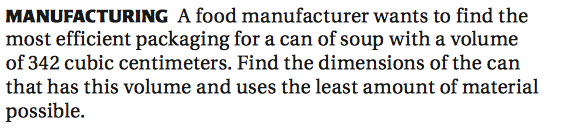 MANUFACTURING A food manufacturer wants to find the
most efficient packaging for a can of soup with a volume
of 342 cubic centimeters. Find the dimensions of the can
that has this volume and uses the least amount of material
possible.